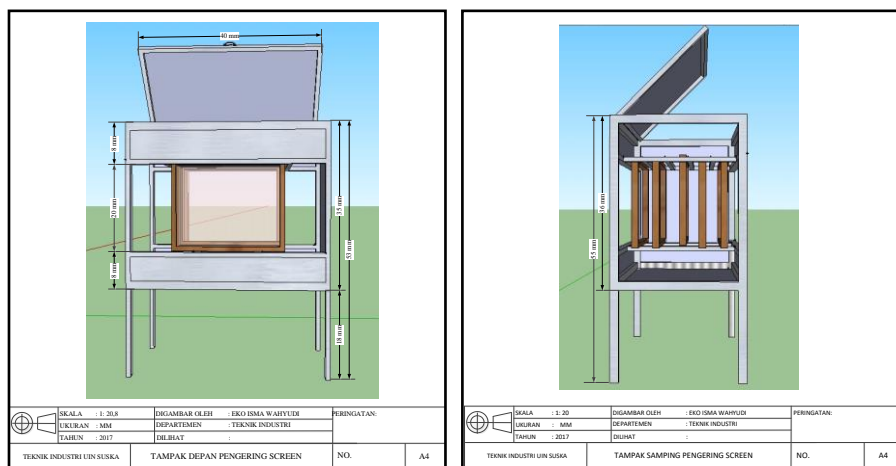 40 mm
8 mm
20 mm
8 mm
35 mm
53 mm
18 mm
SKALA : 1: 20,8
UKURAN : MM
TAHUN : 2017
DIGAMBAR OLEH : EKO ISMA WAHYUDI
DEPARTEMEN : TEKNIK INDUSTRI
DILIHAT :
PERINGATAN:
TEKNIK INDUSTRI UIN SUSKA
TAMPAK DEPAN PENGERING SCREEN
NO.
A4
55 mm
36 mm
SKALA : 1: 20
UKURAN : MM
TAHUN : 2017
DIGAMBAR OLEH : EKO ISMA WAHYUDI
DEPARTEMEN : TEKNIK INDUSTRI
DILIHAT :
PERINGATAN:
TEKNIK INDUSTRI UIN SUSKA
TAMPAK SAMPING PENGERING SCREEN
NO.
A4